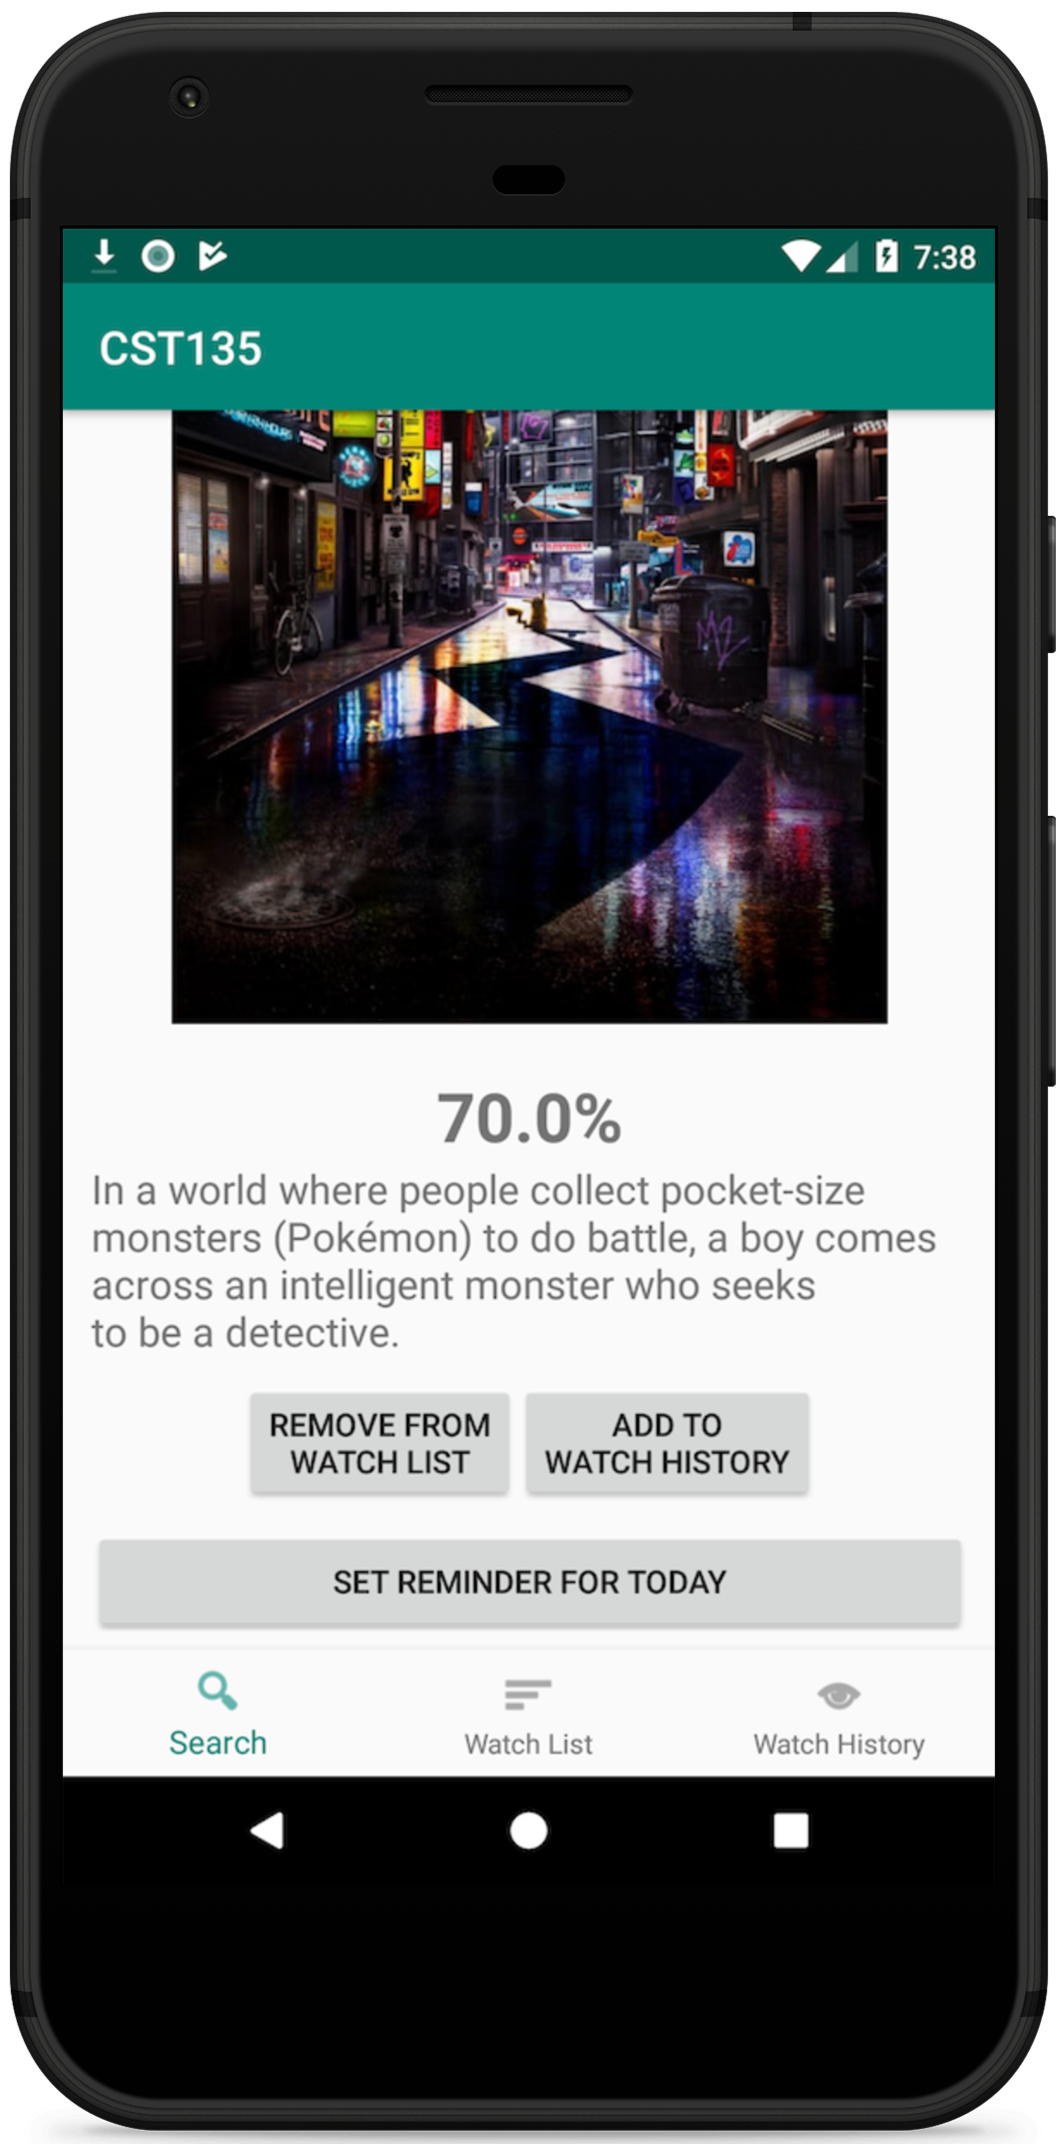 7:38
CST135
70.0%
In a world where people collect pocket-size
monsters (Pokémon) to do battle, a boy comes
across an intelligent monster who seeks
to be a detective.
REMOVE FROM
WATCH LIST
ADD TO
WATCH HISTORY
SET REMINDER FOR TODAY
Search
Watch List
Watch History